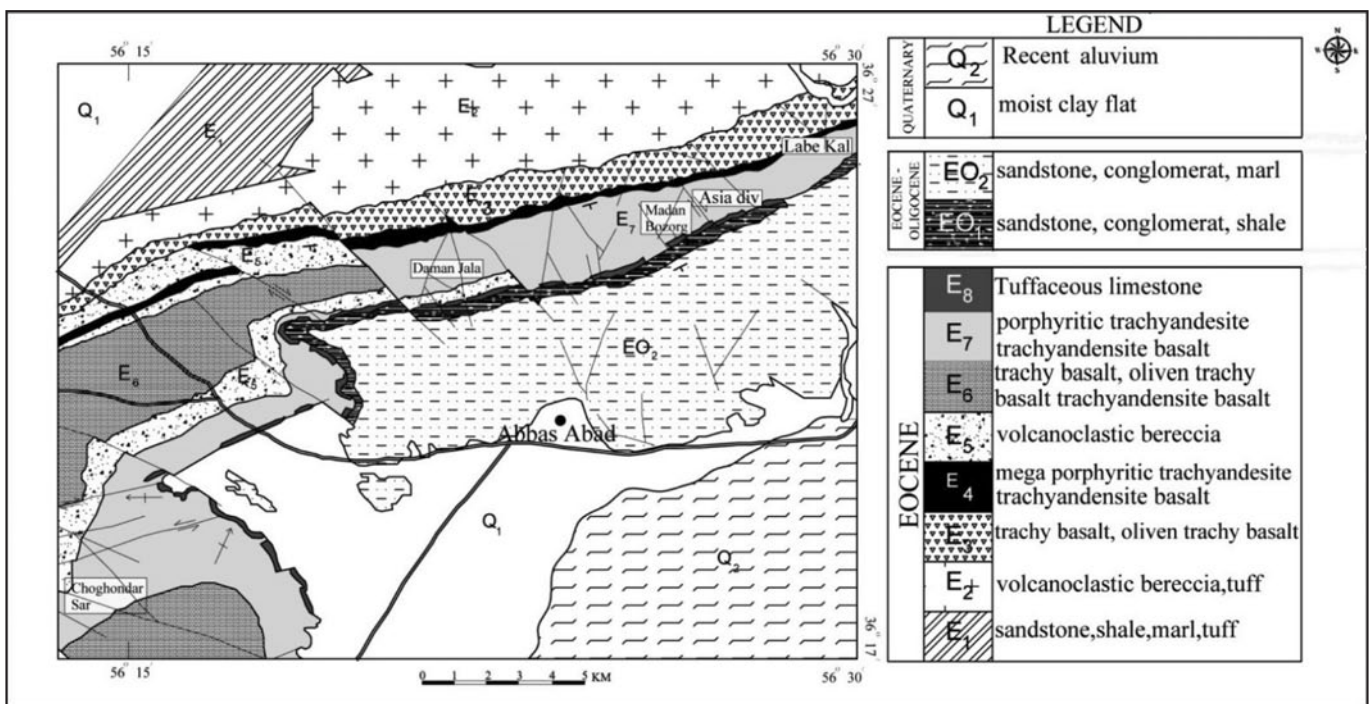 56° 15'
56° 30'
36° 27'
Q1
E1
E2
E3
Labe Kal
Asia div
Madan
Bozorg
E7
E5
Daman Jala
EO2
E6
E5
Abbas Abad
Q1
Q2
Choghondar
Sar
36° 17'
56° 15'
56° 30'
0 1 2 3 4 5 KM
LEGEND
N
W E
S
QUATERNARY
Q2 Recent aluvium
Q1 moist clay flat
EOCENE -
OLIGOCENE
EO2 sandstone, conglomerat, marl
EO1 sandstone, conglomerat, shale
EOCENE
E8 Tuffaceous limestone
E7 porphyritic trachyandesite
trachyandensite basalt
E6 trachy basalt, oliven trachy
basalt trachyandensite basalt
E5 volcanoclastic bereccia
E4 mega porphyritic trachyandesite
trachyandensite basalt
E3 trachy basalt, oliven trachy basalt
E2 volcanoclastic bereccia,tuff
E1 sandstone,shale,marl,tuff